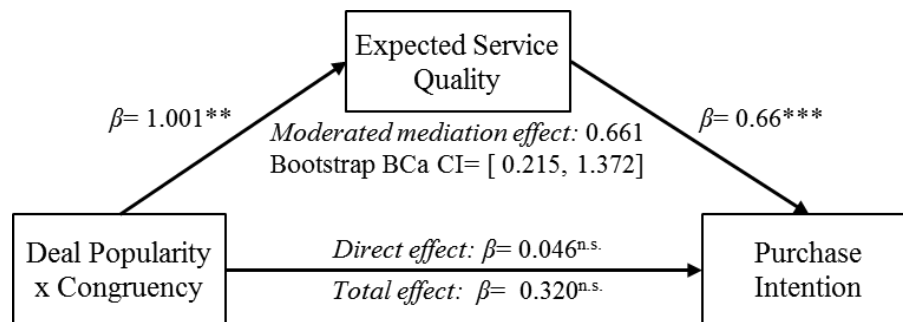 Expected Service
Quality
β= 1.001**
β= 0.66***
Moderated mediation effect: 0.661
Bootstrap BCa CI= [ 0.215, 1.372]
Deal Popularity
x Congruency
Direct effect: β= 0.046n.s.
Total effect: β= 0.320n.s.
Purchase
Intention